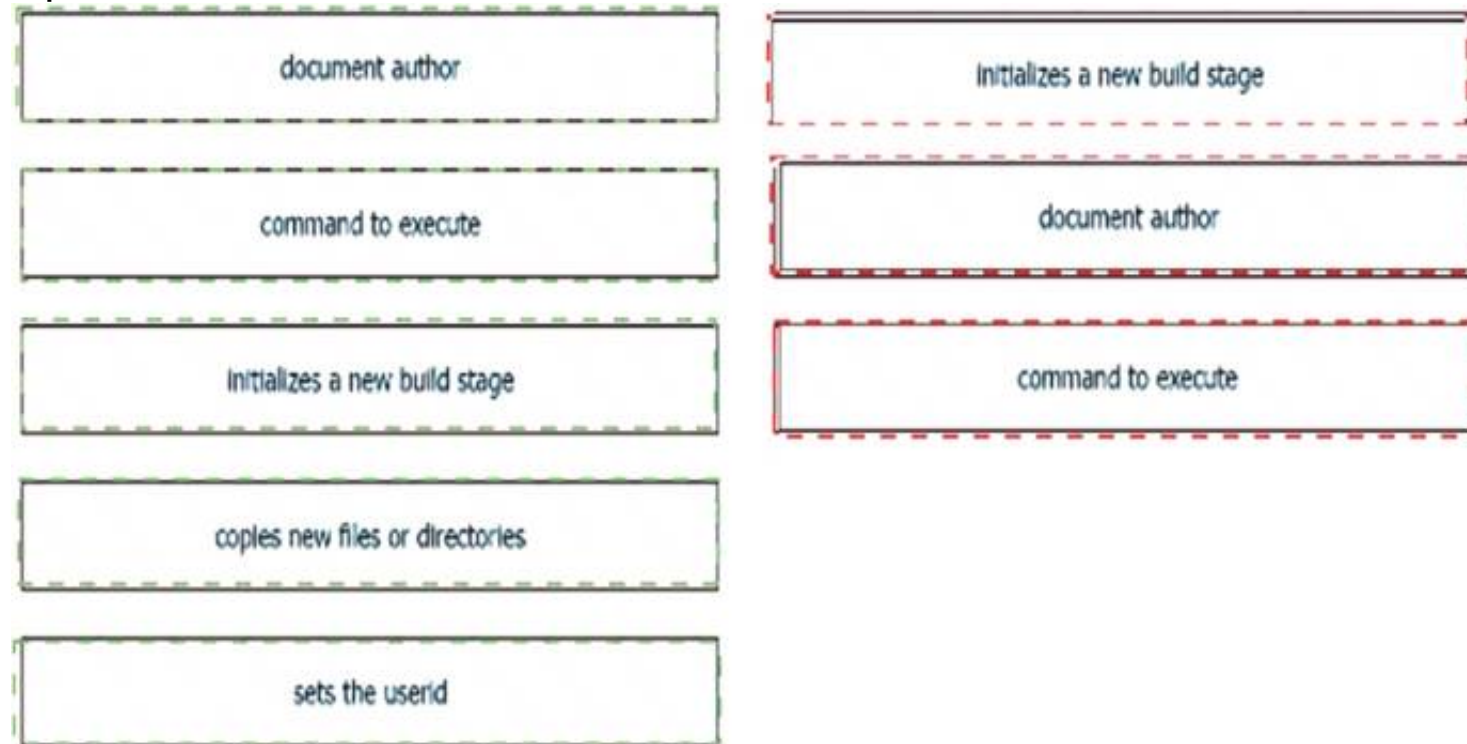 document author
command to execute
initializes a new build stage
copies new files or directories
sets the userid
initializes a new build stage
document author
command to execute